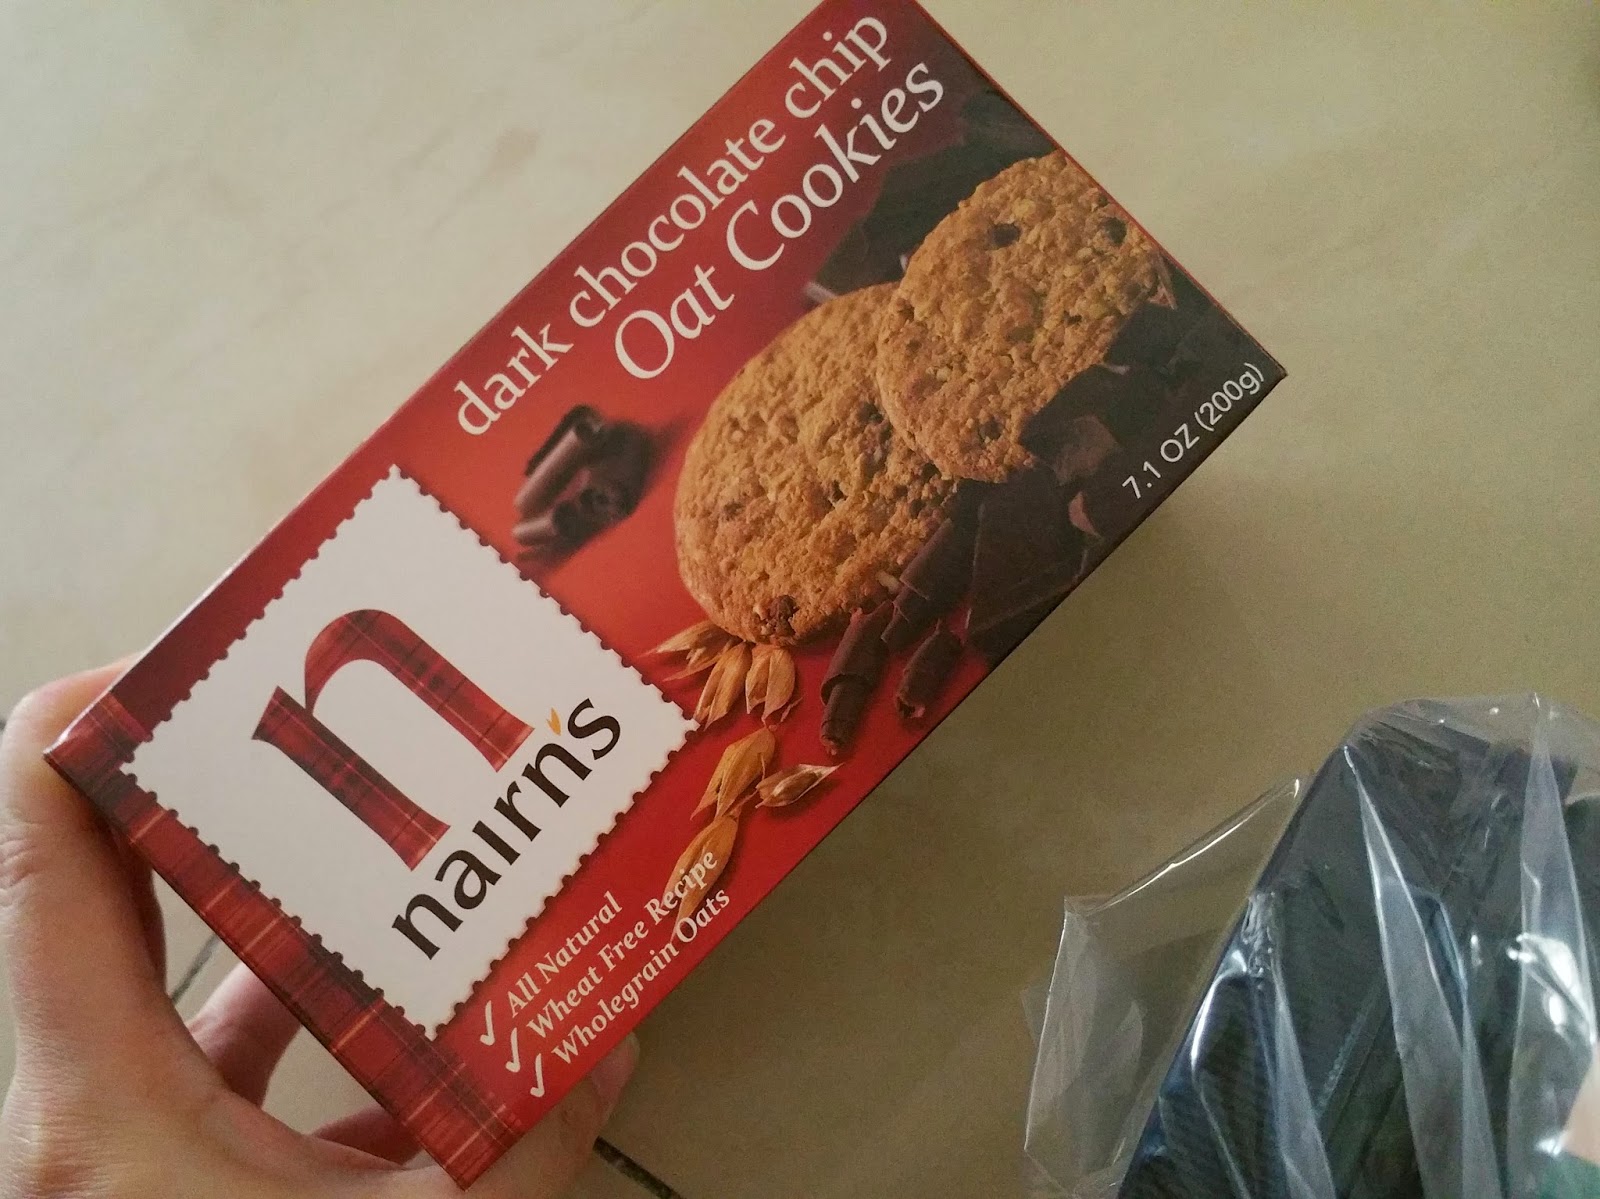 dark chocolate chip
Oat Cookies
7.1 OZ (200g)
n
nairn's
✓ All Natural
✓ Wheat Free Recipe
✓ Wholegrain Oats